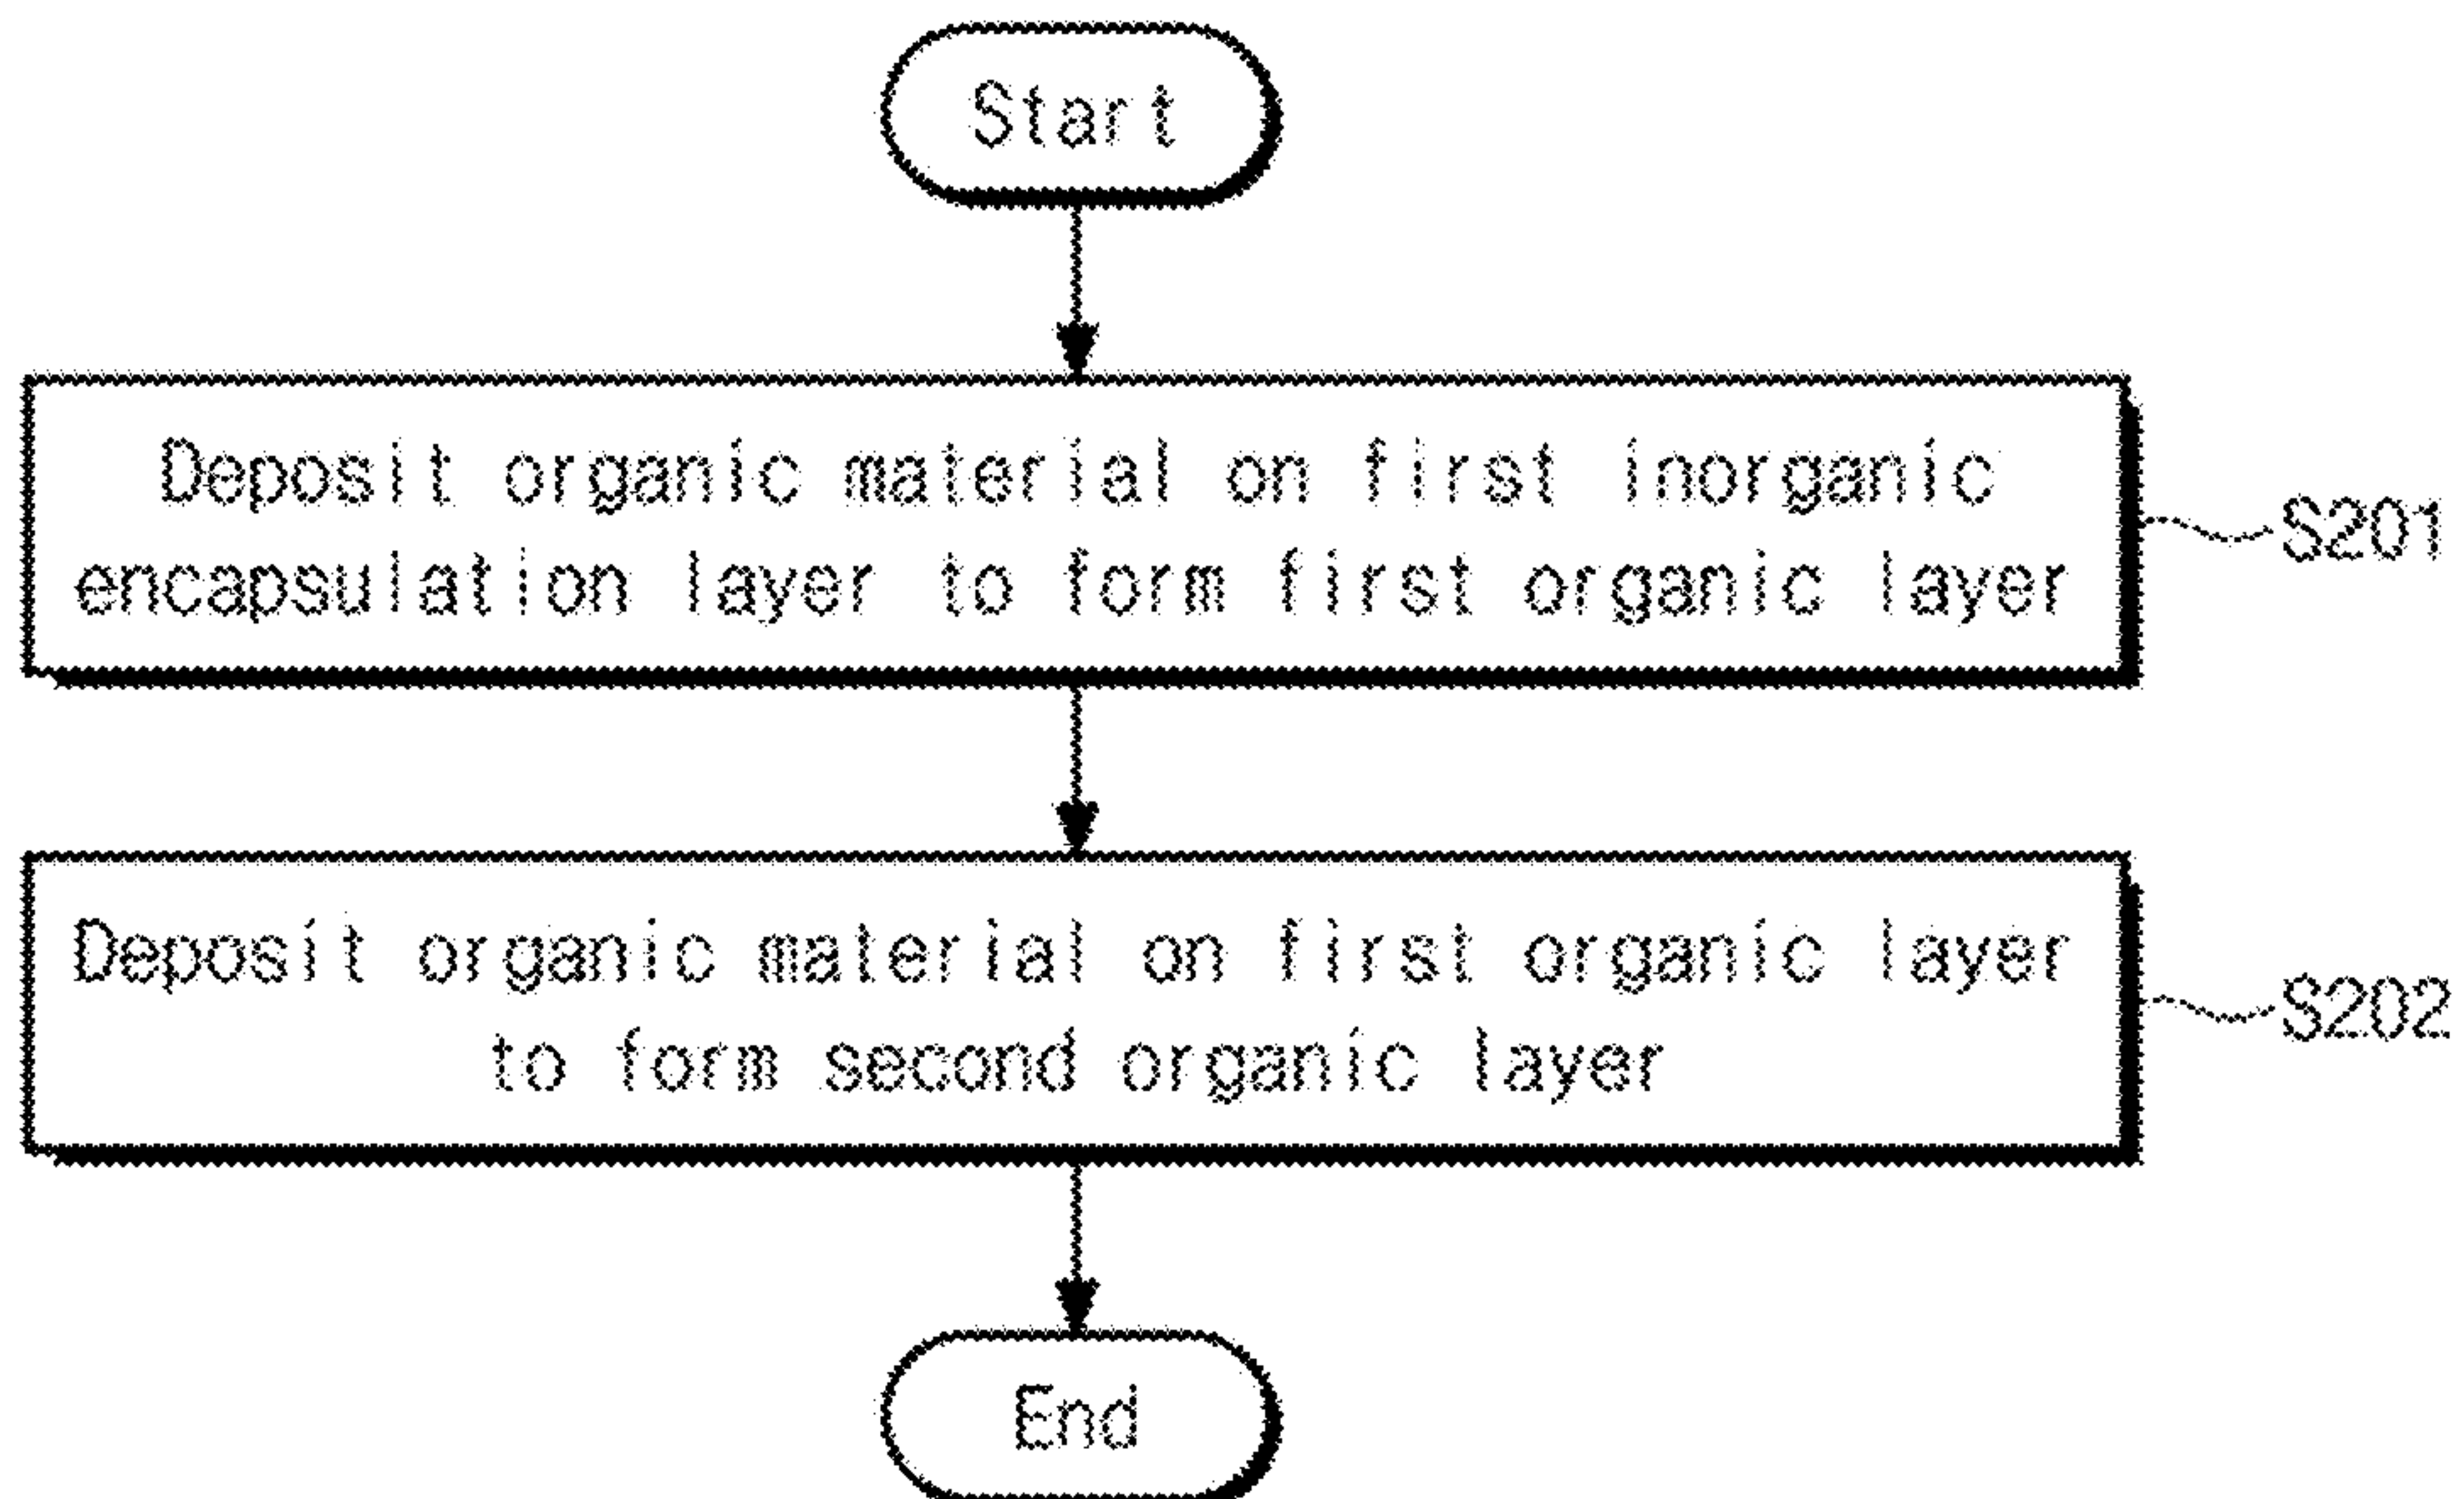 Start
Deposit organic material on first inorganic
encapsulation layer to form first organic layer
S201
Deposit organic material on first organic layer
to form second organic layer
S202
End